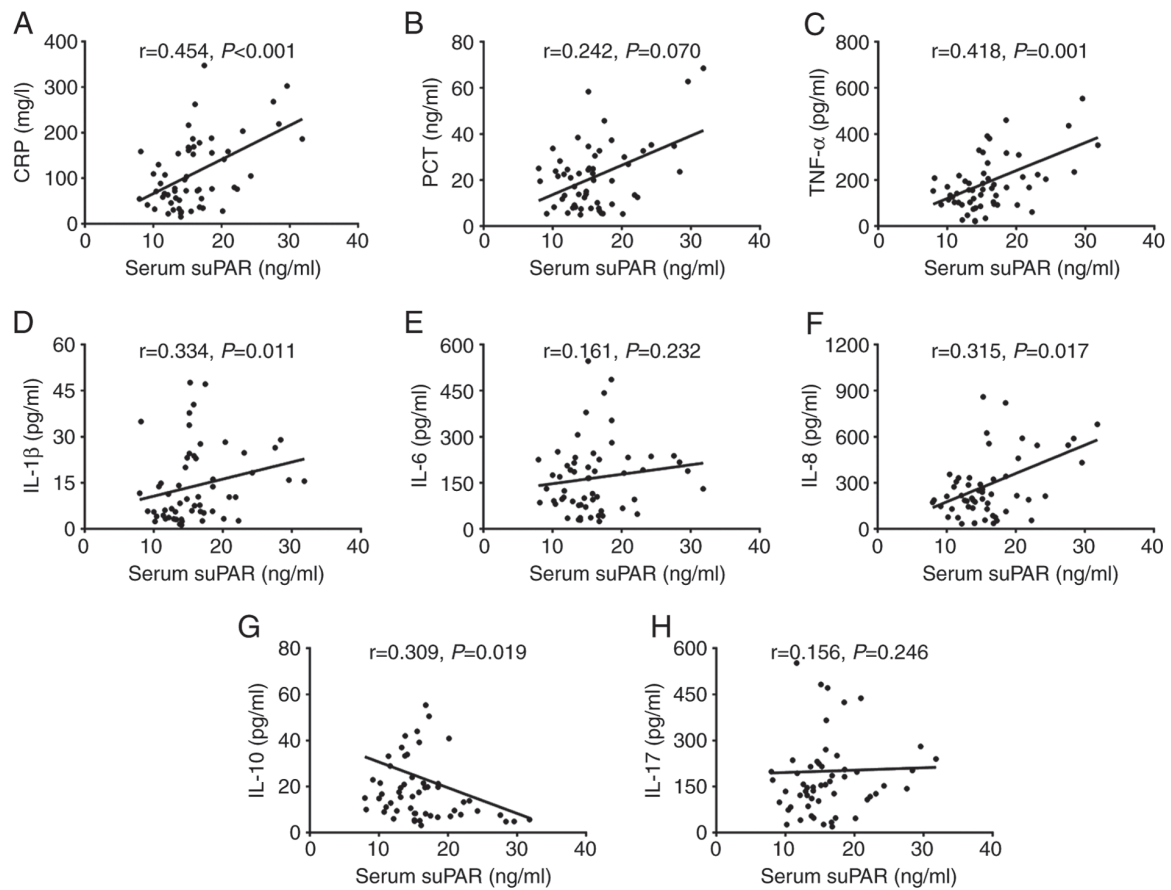 A
r=0.454, P<0.001
CRP (mg/l)
400
300
200
100
0
0 10 20 30 40
Serum suPAR (ng/ml)
B
r=0.242, P=0.070
PCT (ng/ml)
80
60
40
20
0
0 10 20 30 40
Serum suPAR (ng/ml)
C
r=0.418, P=0.001
TNF-α (pg/ml)
800
600
400
200
0
0 10 20 30 40
Serum suPAR (ng/ml)
D
r=0.334, P=0.011
IL-1β (pg/ml)
60
45
30
15
0
0 10 20 30 40
Serum suPAR (ng/ml)
E
r=0.161, P=0.232
IL-6 (pg/ml)
600
450
300
150
0
0 10 20 30 40
Serum suPAR (ng/ml)
F
r=0.315, P=0.017
IL-8 (pg/ml)
1200
900
600
300
0
0 10 20 30 40
Serum suPAR (ng/ml)
G
r=0.309, P=0.019
IL-10 (pg/ml)
80
60
40
20
0
0 10 20 30 40
Serum suPAR (ng/ml)
H
r=0.156, P=0.246
IL-17 (pg/ml)
600
450
300
150
0
0 10 20 30 40
Serum suPAR (ng/ml)